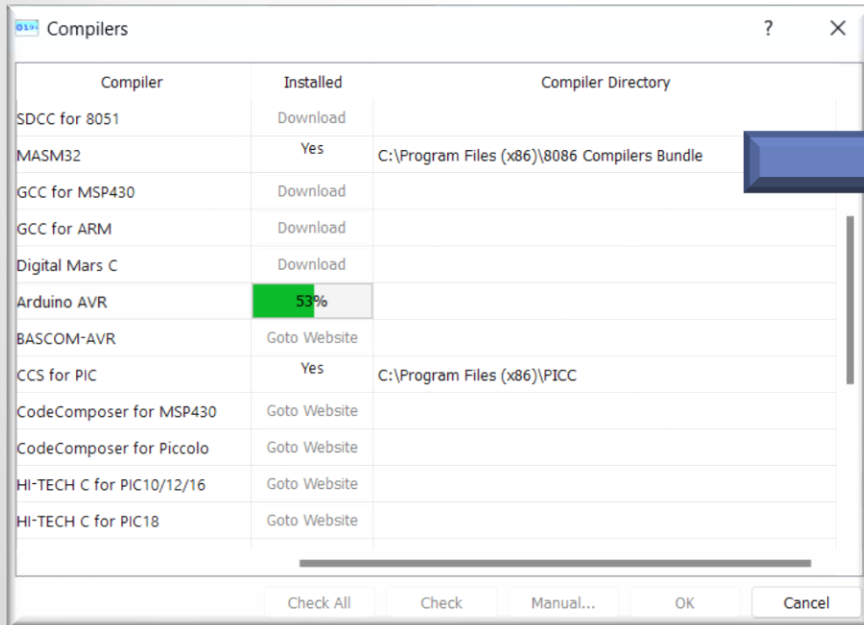 Compilers ? ×
Compiler Installed Compiler Directory
SDCC for 8051 Download
MASM32 Yes C:\Program Files (x86)\8086 Compilers Bundle
GCC for MSP430 Download
GCC for ARM Download
Digital Mars C Download
Arduino AVR 53%
BASCOM-AVR Goto Website
CCS for PIC Yes C:\Program Files (x86)\PICC
CodeComposer for MSP430 Goto Website
CodeComposer for Piccolo Goto Website
HI-TECH C for PIC10/12/16 Goto Website
HI-TECH C for PIC18 Goto Website
Check All Check Manual... OK Cancel